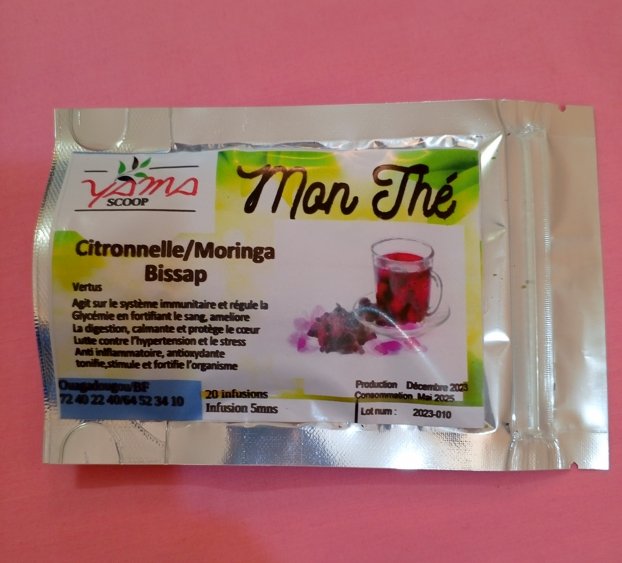 yama
SCOOP
Mon Thé
Citronnelle/Moringa
Bissap
Vertus
Agit sur le système immunitaire et régule la
Glycémie en fortifiant le sang, ameliore
La digestion, calmante et protège le cœur
Lutte contre l'hypertension et le stress
Anti inflammatoire, antioxydante
tonifie,stimule et fortifie l'organisme
Ouagadougou/BF
72 40 22 40/64 52 34 10
20 infusions
Infusion 5mns
Production Décembre 2023
Consommation Mai 2025
Lot num : 2023-010